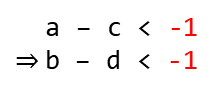 a – c < -1
⇒ b – d < -1